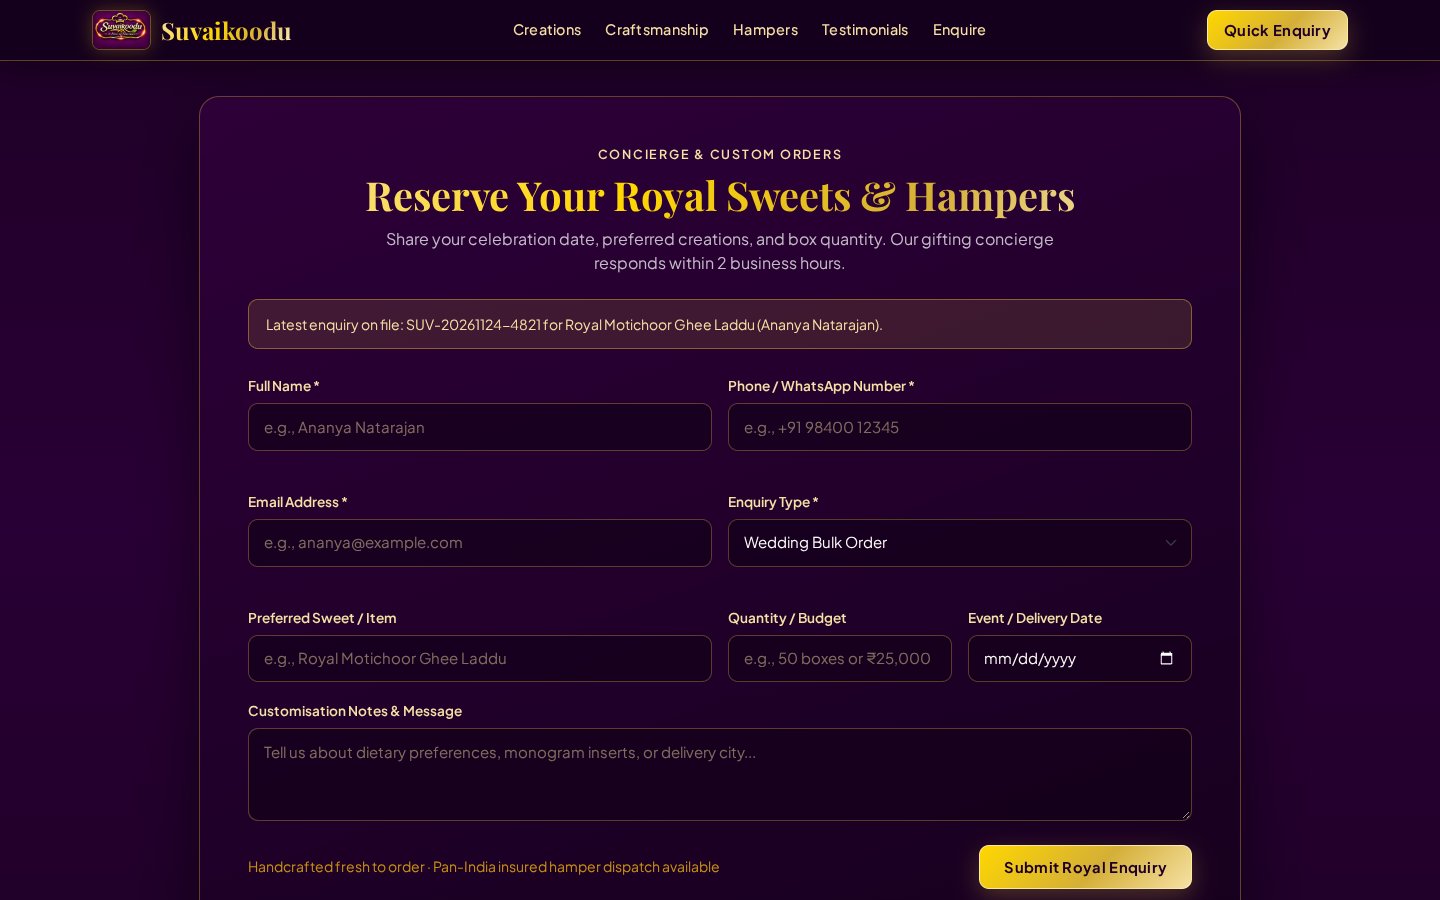 Suvaikoodu
Suvaikoodu
Creations
Craftsmanship
Hampers
Testimonials
Enquire
Quick Enquiry
CONCIERGE & CUSTOM ORDERS
Reserve Your Royal Sweets & Hampers
Share your celebration date, preferred creations, and box quantity. Our gifting concierge
responds within 2 business hours.
Latest enquiry on file: SUV-20261124-4821 for Royal Motichoor Ghee Laddu (Ananya Natarajan).
Full Name *
Phone / WhatsApp Number *
e.g., Ananya Natarajan
e.g., +91 98400 12345
Email Address *
Enquiry Type *
e.g., ananya@example.com
Wedding Bulk Order
Preferred Sweet / Item
Quantity / Budget
Event / Delivery Date
e.g., Royal Motichoor Ghee Laddu
e.g., 50 boxes or ₹25,000
mm/dd/yyyy
Customisation Notes & Message
Tell us about dietary preferences, monogram inserts, or delivery city...
Handcrafted fresh to order · Pan-India insured hamper dispatch available
Submit Royal Enquiry